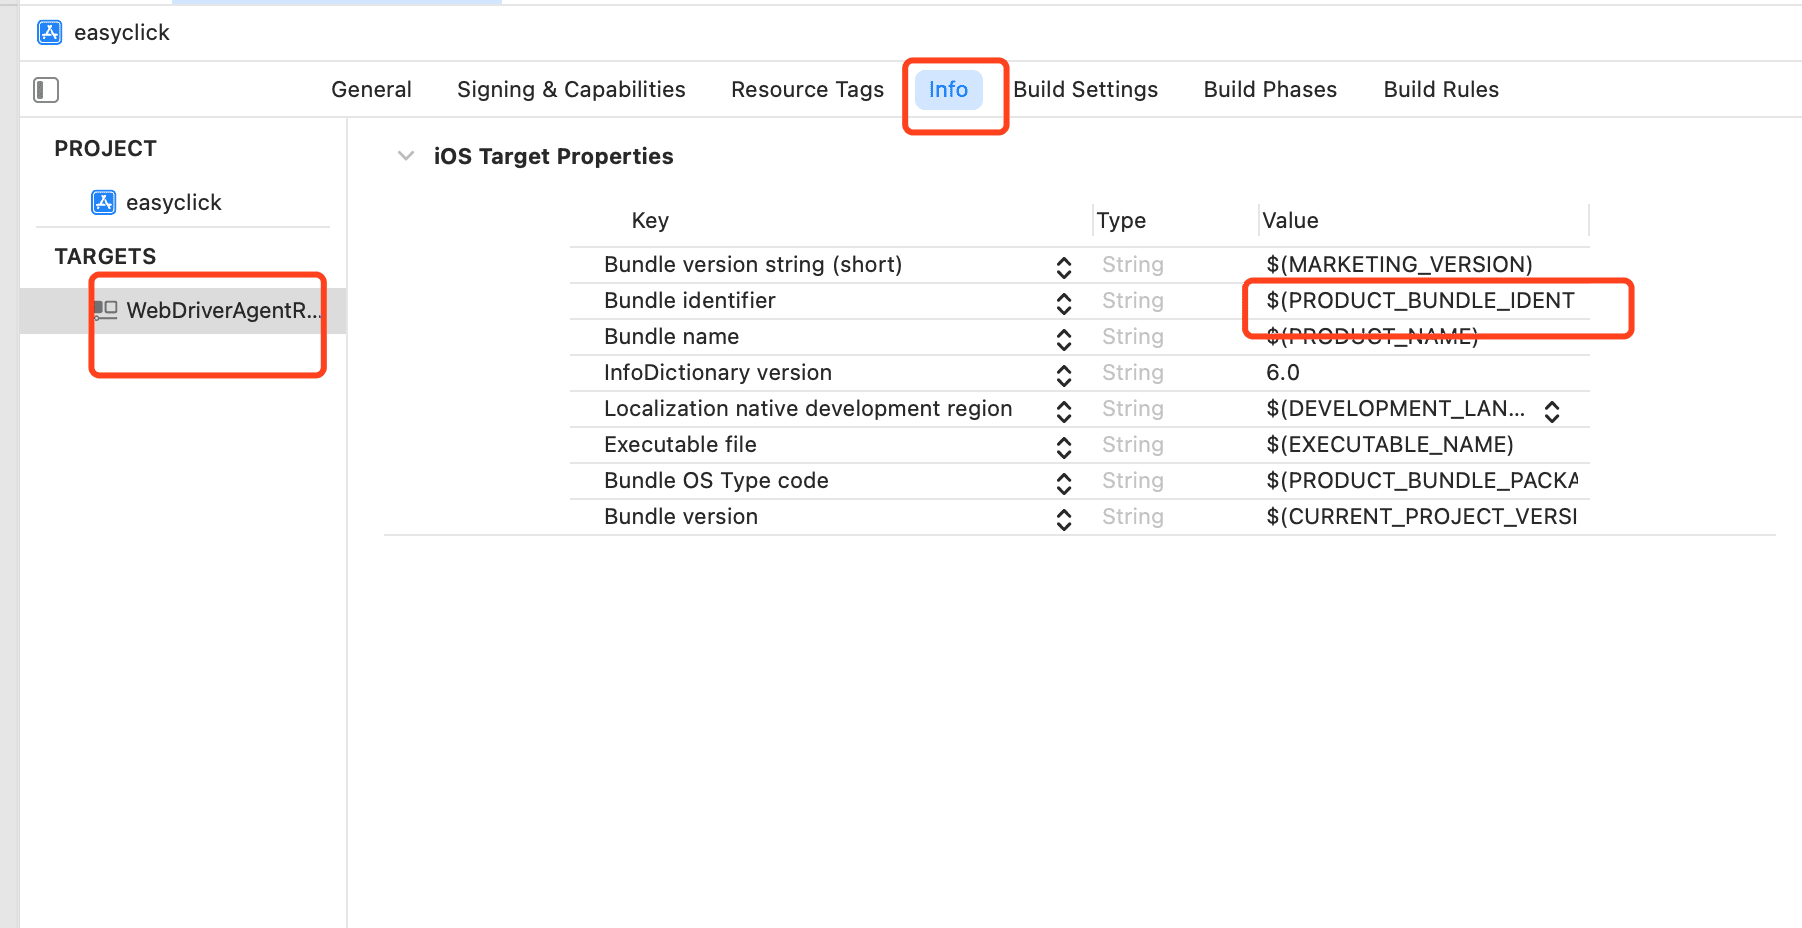 easyclick
General Signing & Capabilities Resource Tags Info Build Settings Build Phases Build Rules
PROJECT
easyclick
TARGETS
WebDriverAgentR...
iOS Target Properties
Key Type Value
Bundle version string (short) String $(MARKETING_VERSION)
Bundle identifier String $(PRODUCT_BUNDLE_IDENT
Bundle name String $(PRODUCT_NAME)
InfoDictionary version String 6.0
Localization native development region String $(DEVELOPMENT_LAN...
Executable file String $(EXECUTABLE_NAME)
Bundle OS Type code String $(PRODUCT_BUNDLE_PACKA
Bundle version String $(CURRENT_PROJECT_VERSI